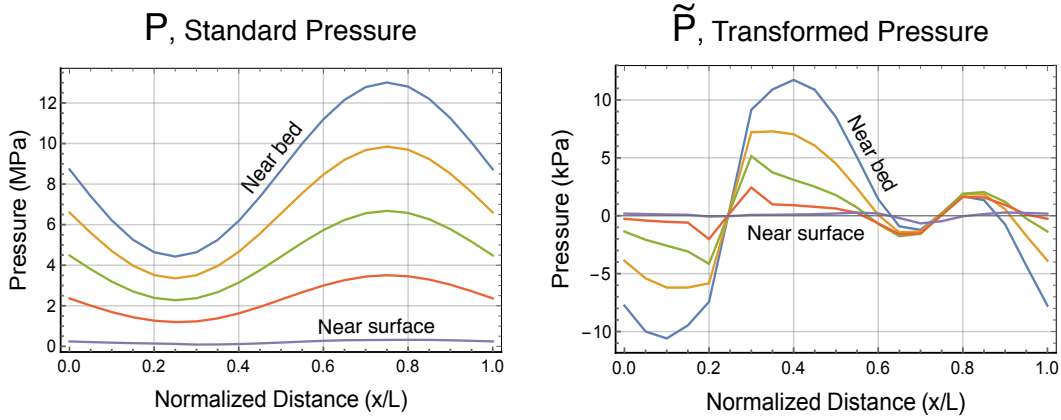 P, Standard Pressure
Pressure (MPa)
12
10
8
6
4
2
0
Near bed
Near surface
0.0 0.2 0.4 0.6 0.8 1.0
Normalized Distance (x/L)
P̃, Transformed Pressure
Pressure (kPa)
10
5
0
−5
−10
Near bed
Near surface
0.0 0.2 0.4 0.6 0.8 1.0
Normalized Distance (x/L)